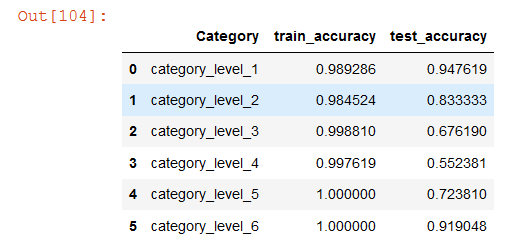 Out[104]:
Category train_accuracy test_accuracy
0 category_level_1 0.989286 0.947619
1 category_level_2 0.984524 0.833333
2 category_level_3 0.998810 0.676190
3 category_level_4 0.997619 0.552381
4 category_level_5 1.000000 0.723810
5 category_level_6 1.000000 0.919048